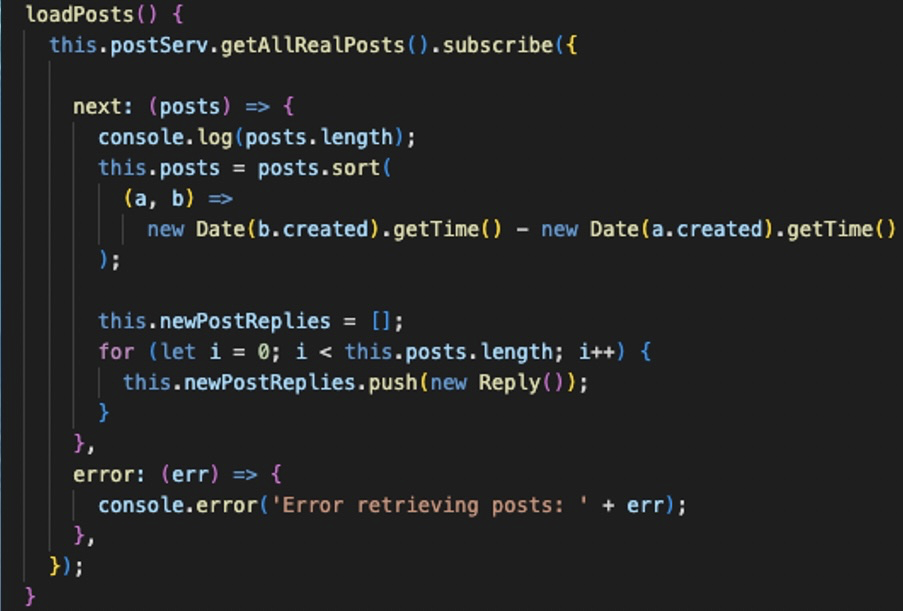 loadPosts() {
this.postServ.getAllRealPosts().subscribe({
next: (posts) => {
console.log(posts.length);
this.posts = posts.sort(
(a, b) =>
new Date(b.created).getTime() - new Date(a.created).getTime()
);
this.newPostReplies = [];
for (let i = 0; i < this.posts.length; i++) {
this.newPostReplies.push(new Reply());
}
},
error: (err) => {
console.error('Error retrieving posts: ' + err);
},
});
}